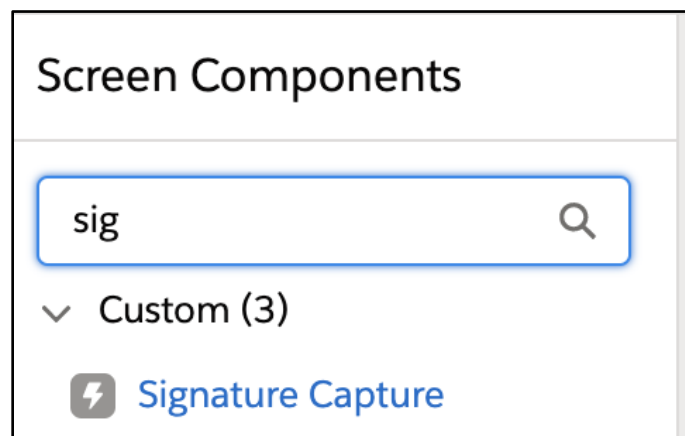 Screen Components
sig
Custom (3)
Signature Capture